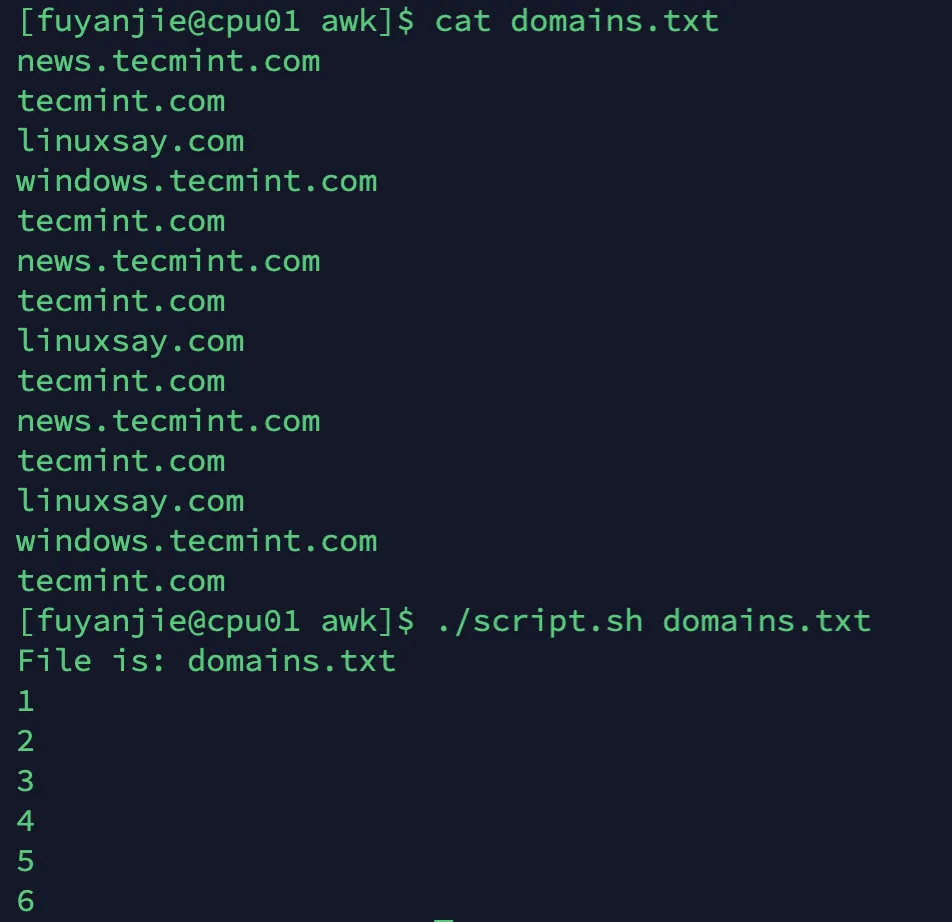 [fuyanjie@cpu01 awk]$ cat domains.txt
news.tecmint.com
tecmint.com
linuxsay.com
windows.tecmint.com
tecmint.com
news.tecmint.com
tecmint.com
linuxsay.com
tecmint.com
news.tecmint.com
tecmint.com
linuxsay.com
windows.tecmint.com
tecmint.com
[fuyanjie@cpu01 awk]$ ./script.sh domains.txt
File is: domains.txt
1
2
3
4
5
6